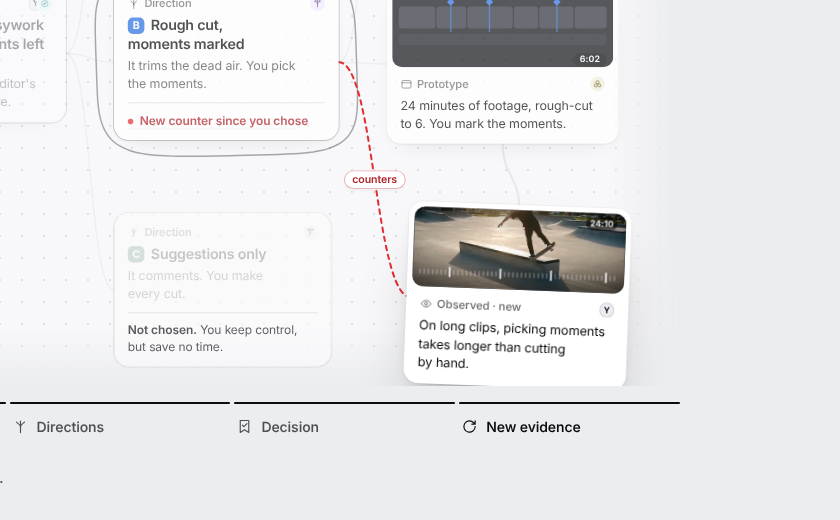 Direction
B Rough cut,
moments marked
It trims the dead air. You pick
the moments.
New counter since you chose
sywork
nts left
ditor's
e.
6:02
Prototype
24 minutes of footage, rough-cut
to 6. You mark the moments.
counters
Direction
C Suggestions only
It comments. You make
every cut.
Not chosen. You keep control,
but save no time.
24:10
Observed · new
Y
On long clips, picking moments
takes longer than cutting
by hand.
Directions
Decision
New evidence